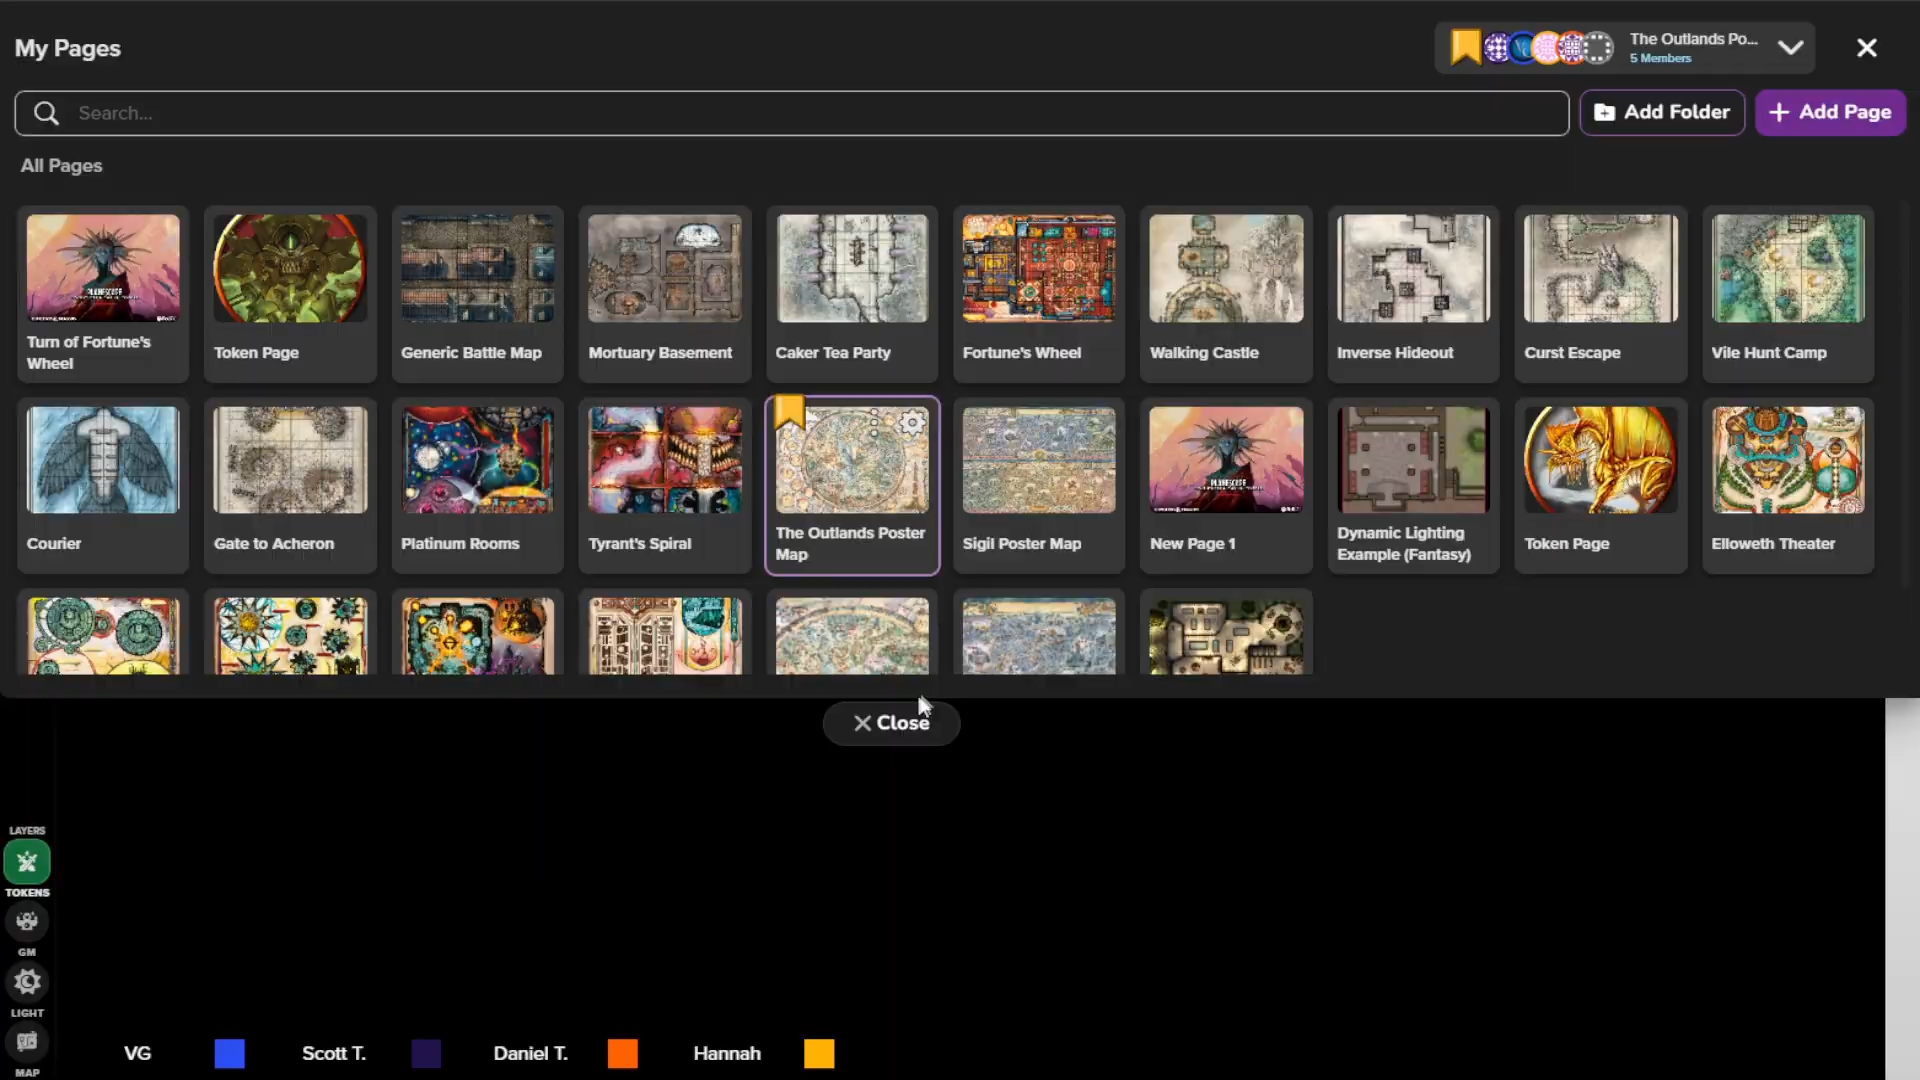 My Pages
The Outlands Po...
5 Members
Search...
Add Folder
Add Page
All Pages
PLANESCAPE
Turn of Fortune's
Wheel
Token Page
Generic Battle Map
Mortuary Basement
Caker Tea Party
Fortune's Wheel
Walking Castle
Inverse Hideout
Curst Escape
Vile Hunt Camp
Courier
Gate to Acheron
Platinum Rooms
Tyrant's Spiral
The Outlands Poster
Map
Sigil Poster Map
PLANESCAPE
New Page 1
Dynamic Lighting
Example (Fantasy)
Token Page
Elloweth Theater
Close
LAYERS
TOKENS
GM
LIGHT
MAP
VG
Scott T.
Daniel T.
Hannah